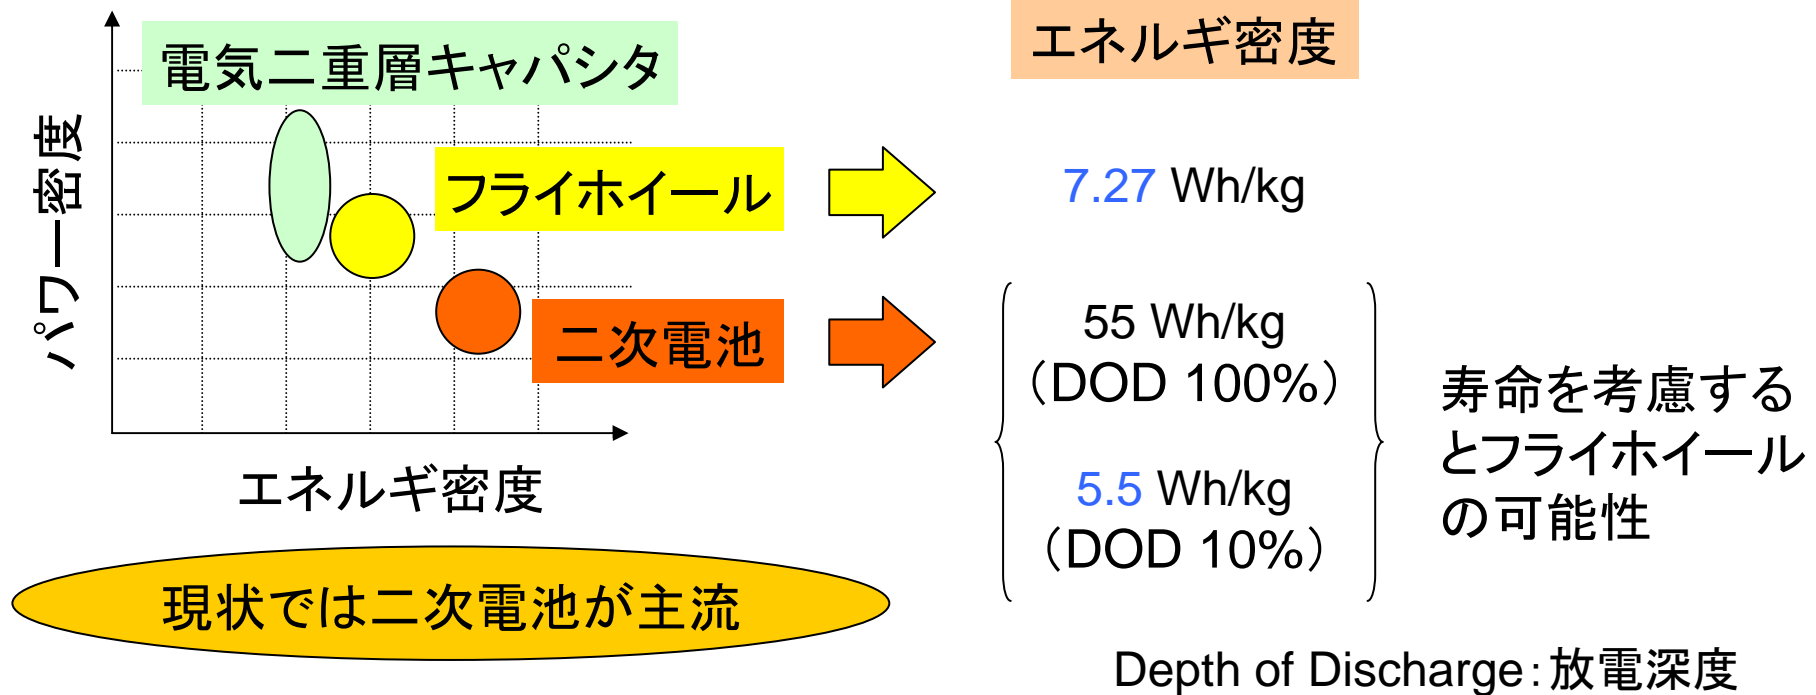 電気二重層キャパシタ
フライホイール
二次電池
パワー密度
エネルギ密度
現状では二次電池が主流
エネルギ密度
7.27 Wh/kg
55 Wh/kg
（DOD 100%）
5.5 Wh/kg
（DOD 10%）
寿命を考慮する
とフライホイール
の可能性
Depth of Discharge：放電深度